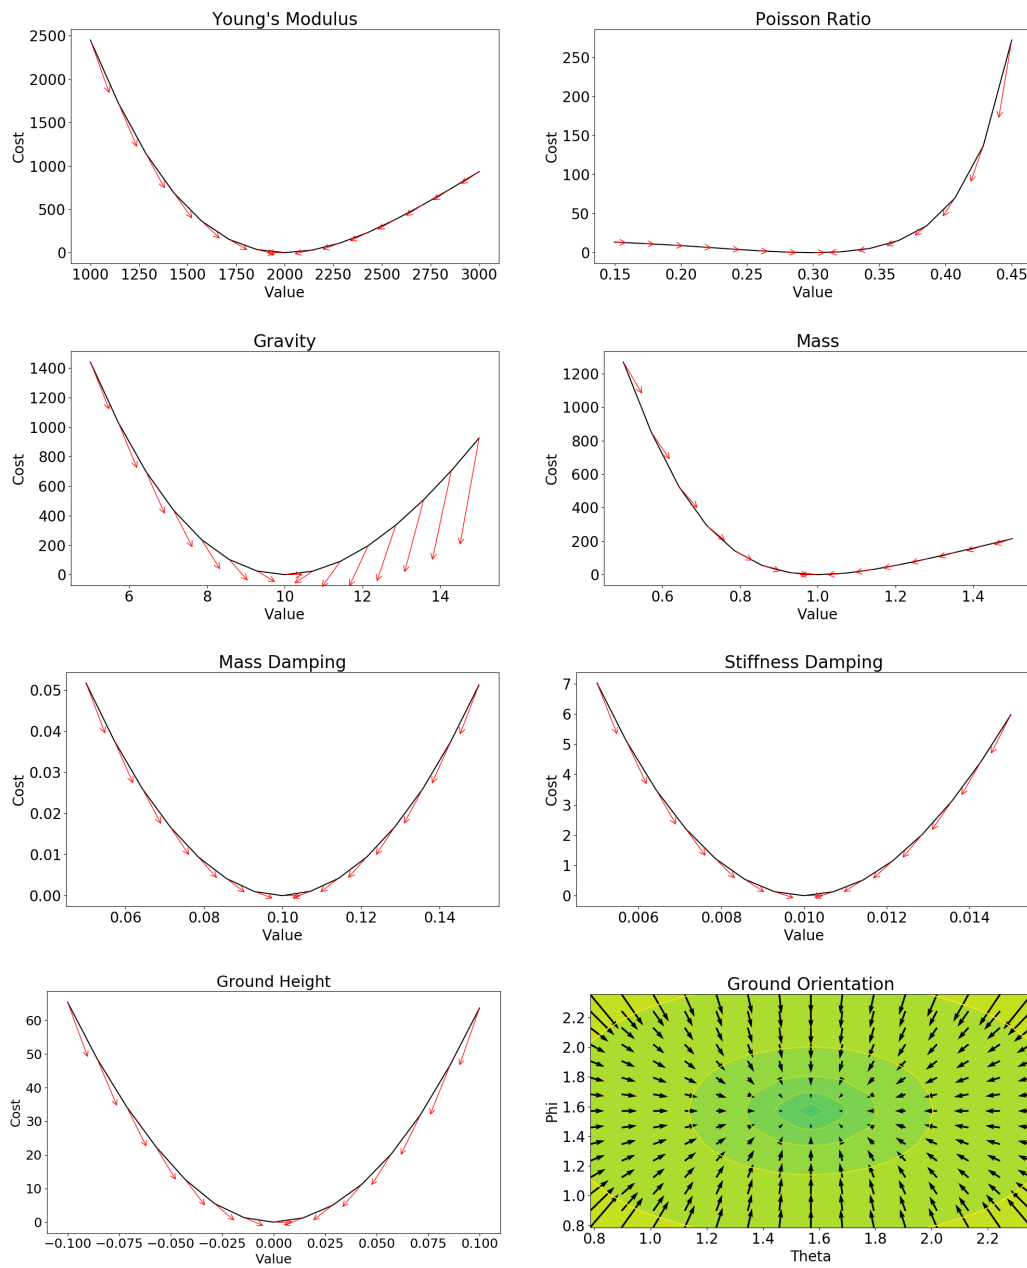 Young's Modulus
2500
2000
1500
1000
500
0
Cost
1000 1250 1500 1750 2000 2250 2500 2750 3000
Value
Poisson Ratio
250
200
150
100
50
0
Cost
0.15 0.20 0.25 0.30 0.35 0.40 0.45
Value
Gravity
1400
1200
1000
800
600
400
200
0
Cost
6 8 10 12 14
Value
Mass
1200
1000
800
600
400
200
0
Cost
0.6 0.8 1.0 1.2 1.4
Value
Mass Damping
0.05
0.04
0.03
0.02
0.01
0.00
Cost
0.06 0.08 0.10 0.12 0.14
Value
Stiffness Damping
7
6
5
4
3
2
1
0
Cost
0.006 0.008 0.010 0.012 0.014
Value
Ground Height
60
50
40
30
20
10
0
Cost
−0.100 −0.075 −0.050 −0.025 0.000 0.025 0.050 0.075 0.100
Value
Ground Orientation
2.2
2.0
1.8
1.6
1.4
1.2
1.0
0.8
Phi
0.8 1.0 1.2 1.4 1.6 1.8 2.0 2.2
Theta